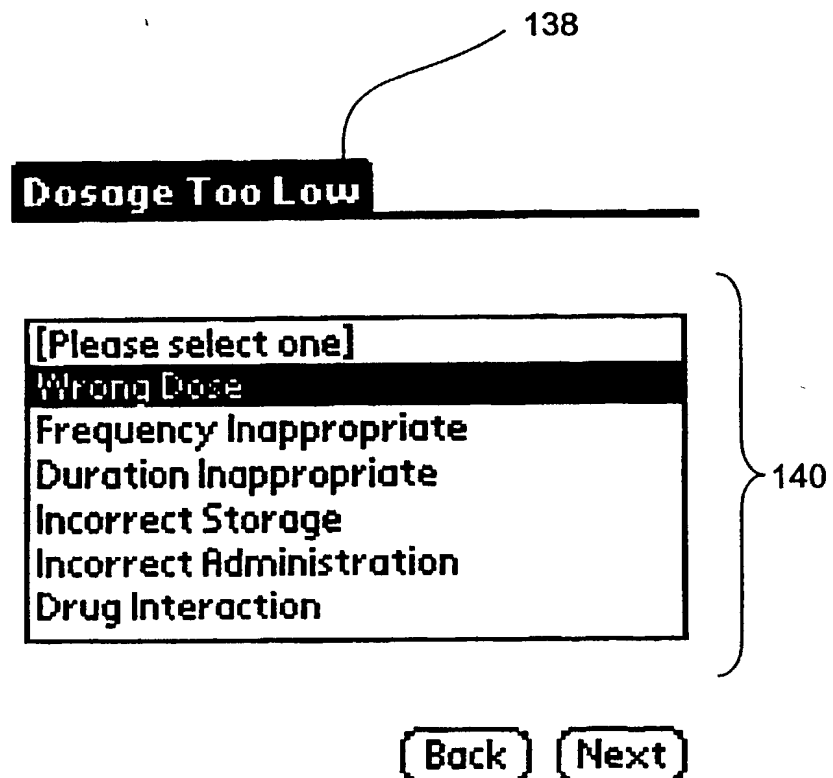 138
Dosage Too Low
[Please select one]
Wrong Dose
Frequency Inappropriate
Duration Inappropriate
Incorrect Storage
Incorrect Administration
Drug Interaction
140
Back Next